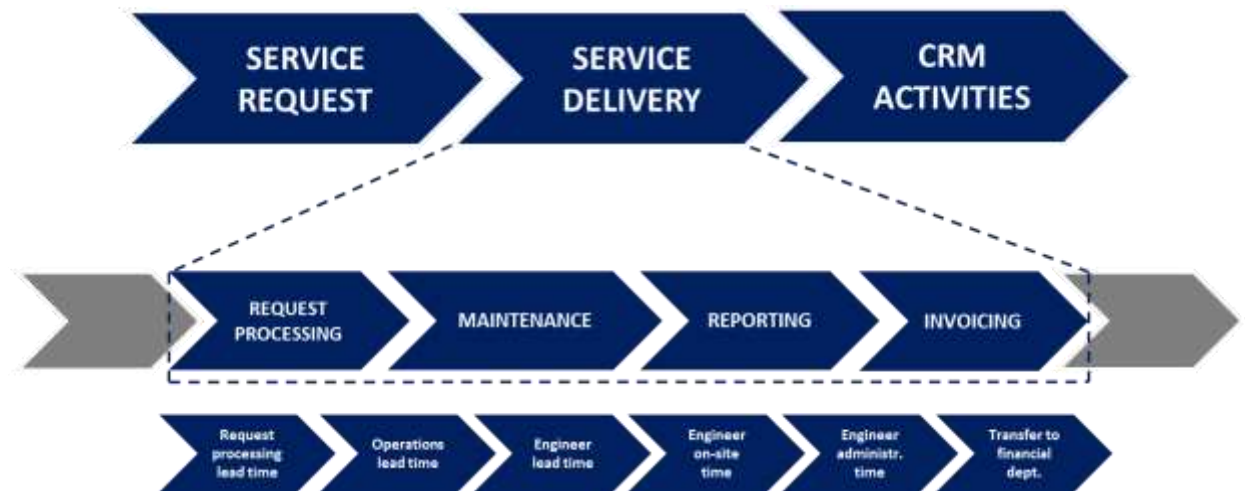 SERVICE
REQUEST
SERVICE
DELIVERY
CRM
ACTIVITIES
REQUEST
PROCESSING
MAINTENANCE
REPORTING
INVOICING
Request
processing
lead time
Operations
lead time
Engineer
lead time
Engineer
on-site
time
Engineer
administr.
time
Transfer to
financial
dept.